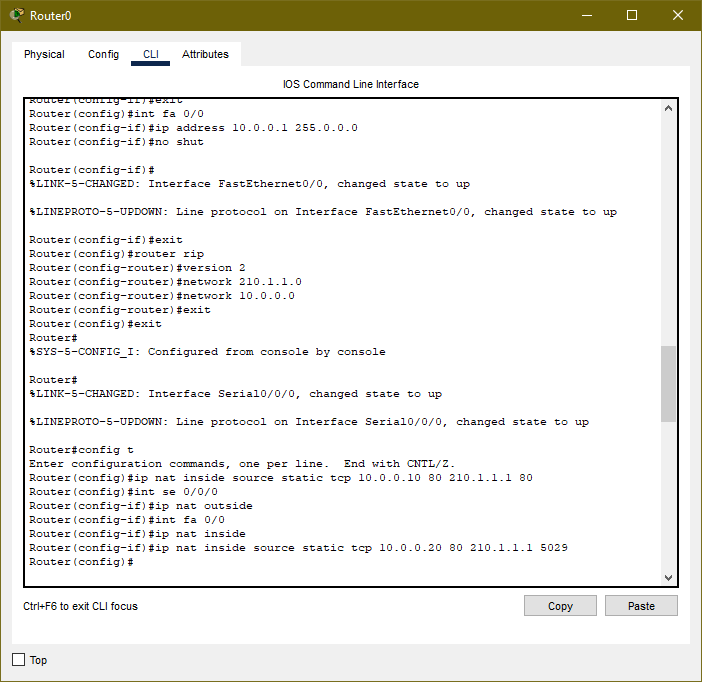 Router0
Physical Config CLI Attributes
IOS Command Line Interface
Router(config-if)#exit
Router(config)#int fa 0/0
Router(config-if)#ip address 10.0.0.1 255.0.0.0
Router(config-if)#no shut
Router(config-if)#
%LINK-5-CHANGED: Interface FastEthernet0/0, changed state to up
%LINEPROTO-5-UPDOWN: Line protocol on Interface FastEthernet0/0, changed state to up
Router(config-if)#exit
Router(config)#router rip
Router(config-router)#version 2
Router(config-router)#network 210.1.1.0
Router(config-router)#network 10.0.0.0
Router(config-router)#exit
Router(config)#exit
Router#
%SYS-5-CONFIG_I: Configured from console by console
Router#
%LINK-5-CHANGED: Interface Serial0/0/0, changed state to up
%LINEPROTO-5-UPDOWN: Line protocol on Interface Serial0/0/0, changed state to up
Router#config t
Enter configuration commands, one per line.  End with CNTL/Z.
Router(config)#ip nat inside source static tcp 10.0.0.10 80 210.1.1.1 80
Router(config)#int se 0/0/0
Router(config-if)#ip nat outside
Router(config-if)#int fa 0/0
Router(config-if)#ip nat inside
Router(config-if)#ip nat inside source static tcp 10.0.0.20 80 210.1.1.1 5029
Router(config)#
Ctrl+F6 to exit CLI focus
Copy Paste
Top